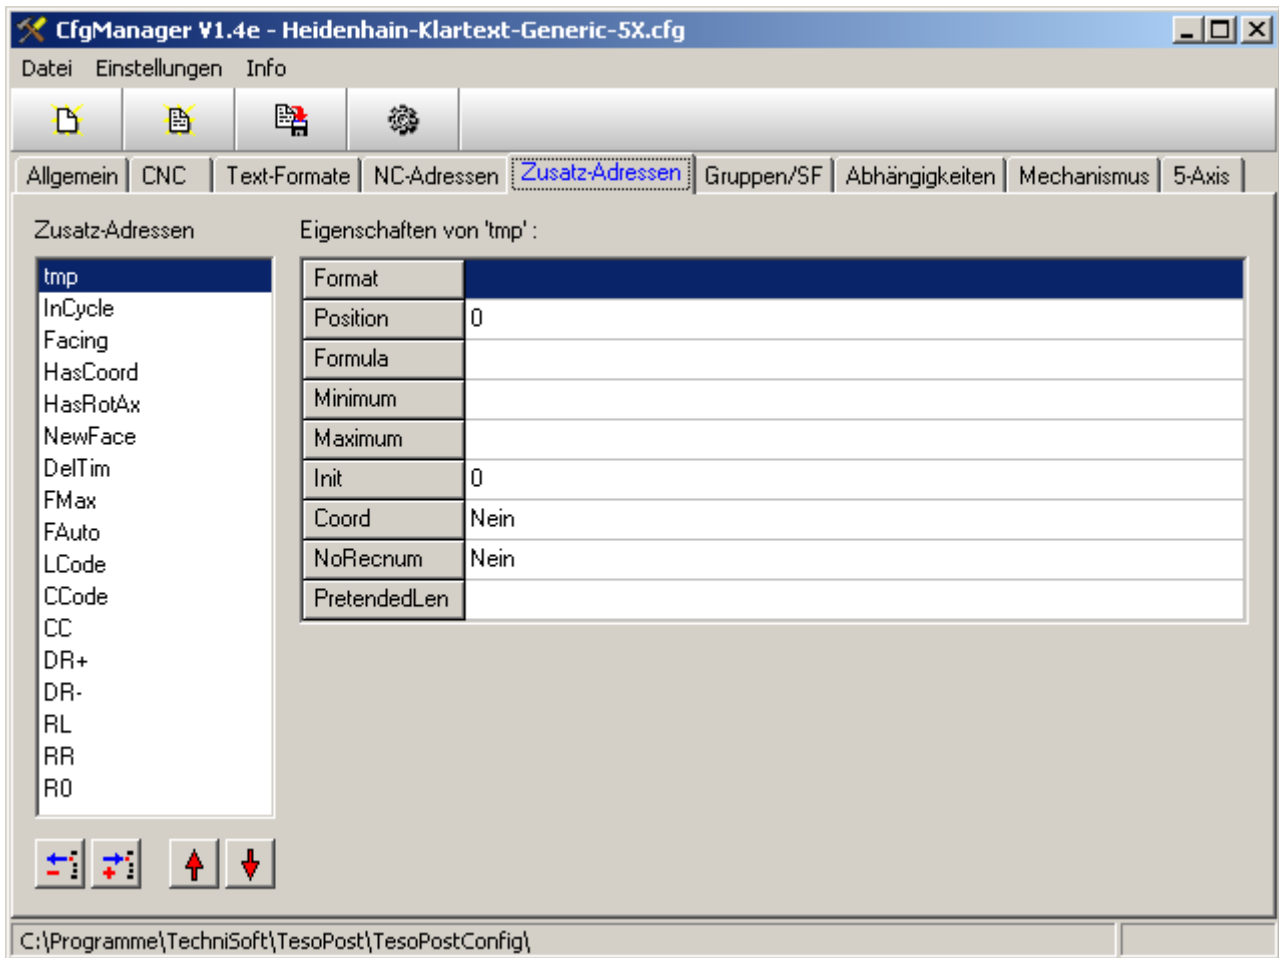 CfgManager V1.4e - Heidenhain-Klartext-Generic-5X.cfg
Datei Einstellungen Info
Allgemein CNC Text-Formate NC-Adressen Zusatz-Adressen Gruppen/SF Abhängigkeiten Mechanismus 5-Axis
Zusatz-Adressen
tmp
InCycle
Facing
HasCoord
HasRotAx
NewFace
DelTim
FMax
FAuto
LCode
CCode
CC
DR+
DR-
RL
RR
R0
Eigenschaften von 'tmp' :
Format
Position 0
Formula
Minimum
Maximum
Init 0
Coord Nein
NoRecnum Nein
PretendedLen
C:\Programme\TechniSoft\TesoPost\TesoPostConfig\